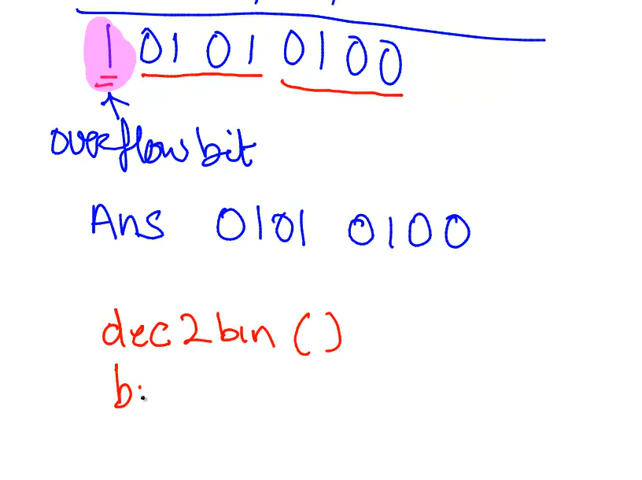 1 0101 0100
overflow bit
Ans 0101 0100
dec2bin ()
b: